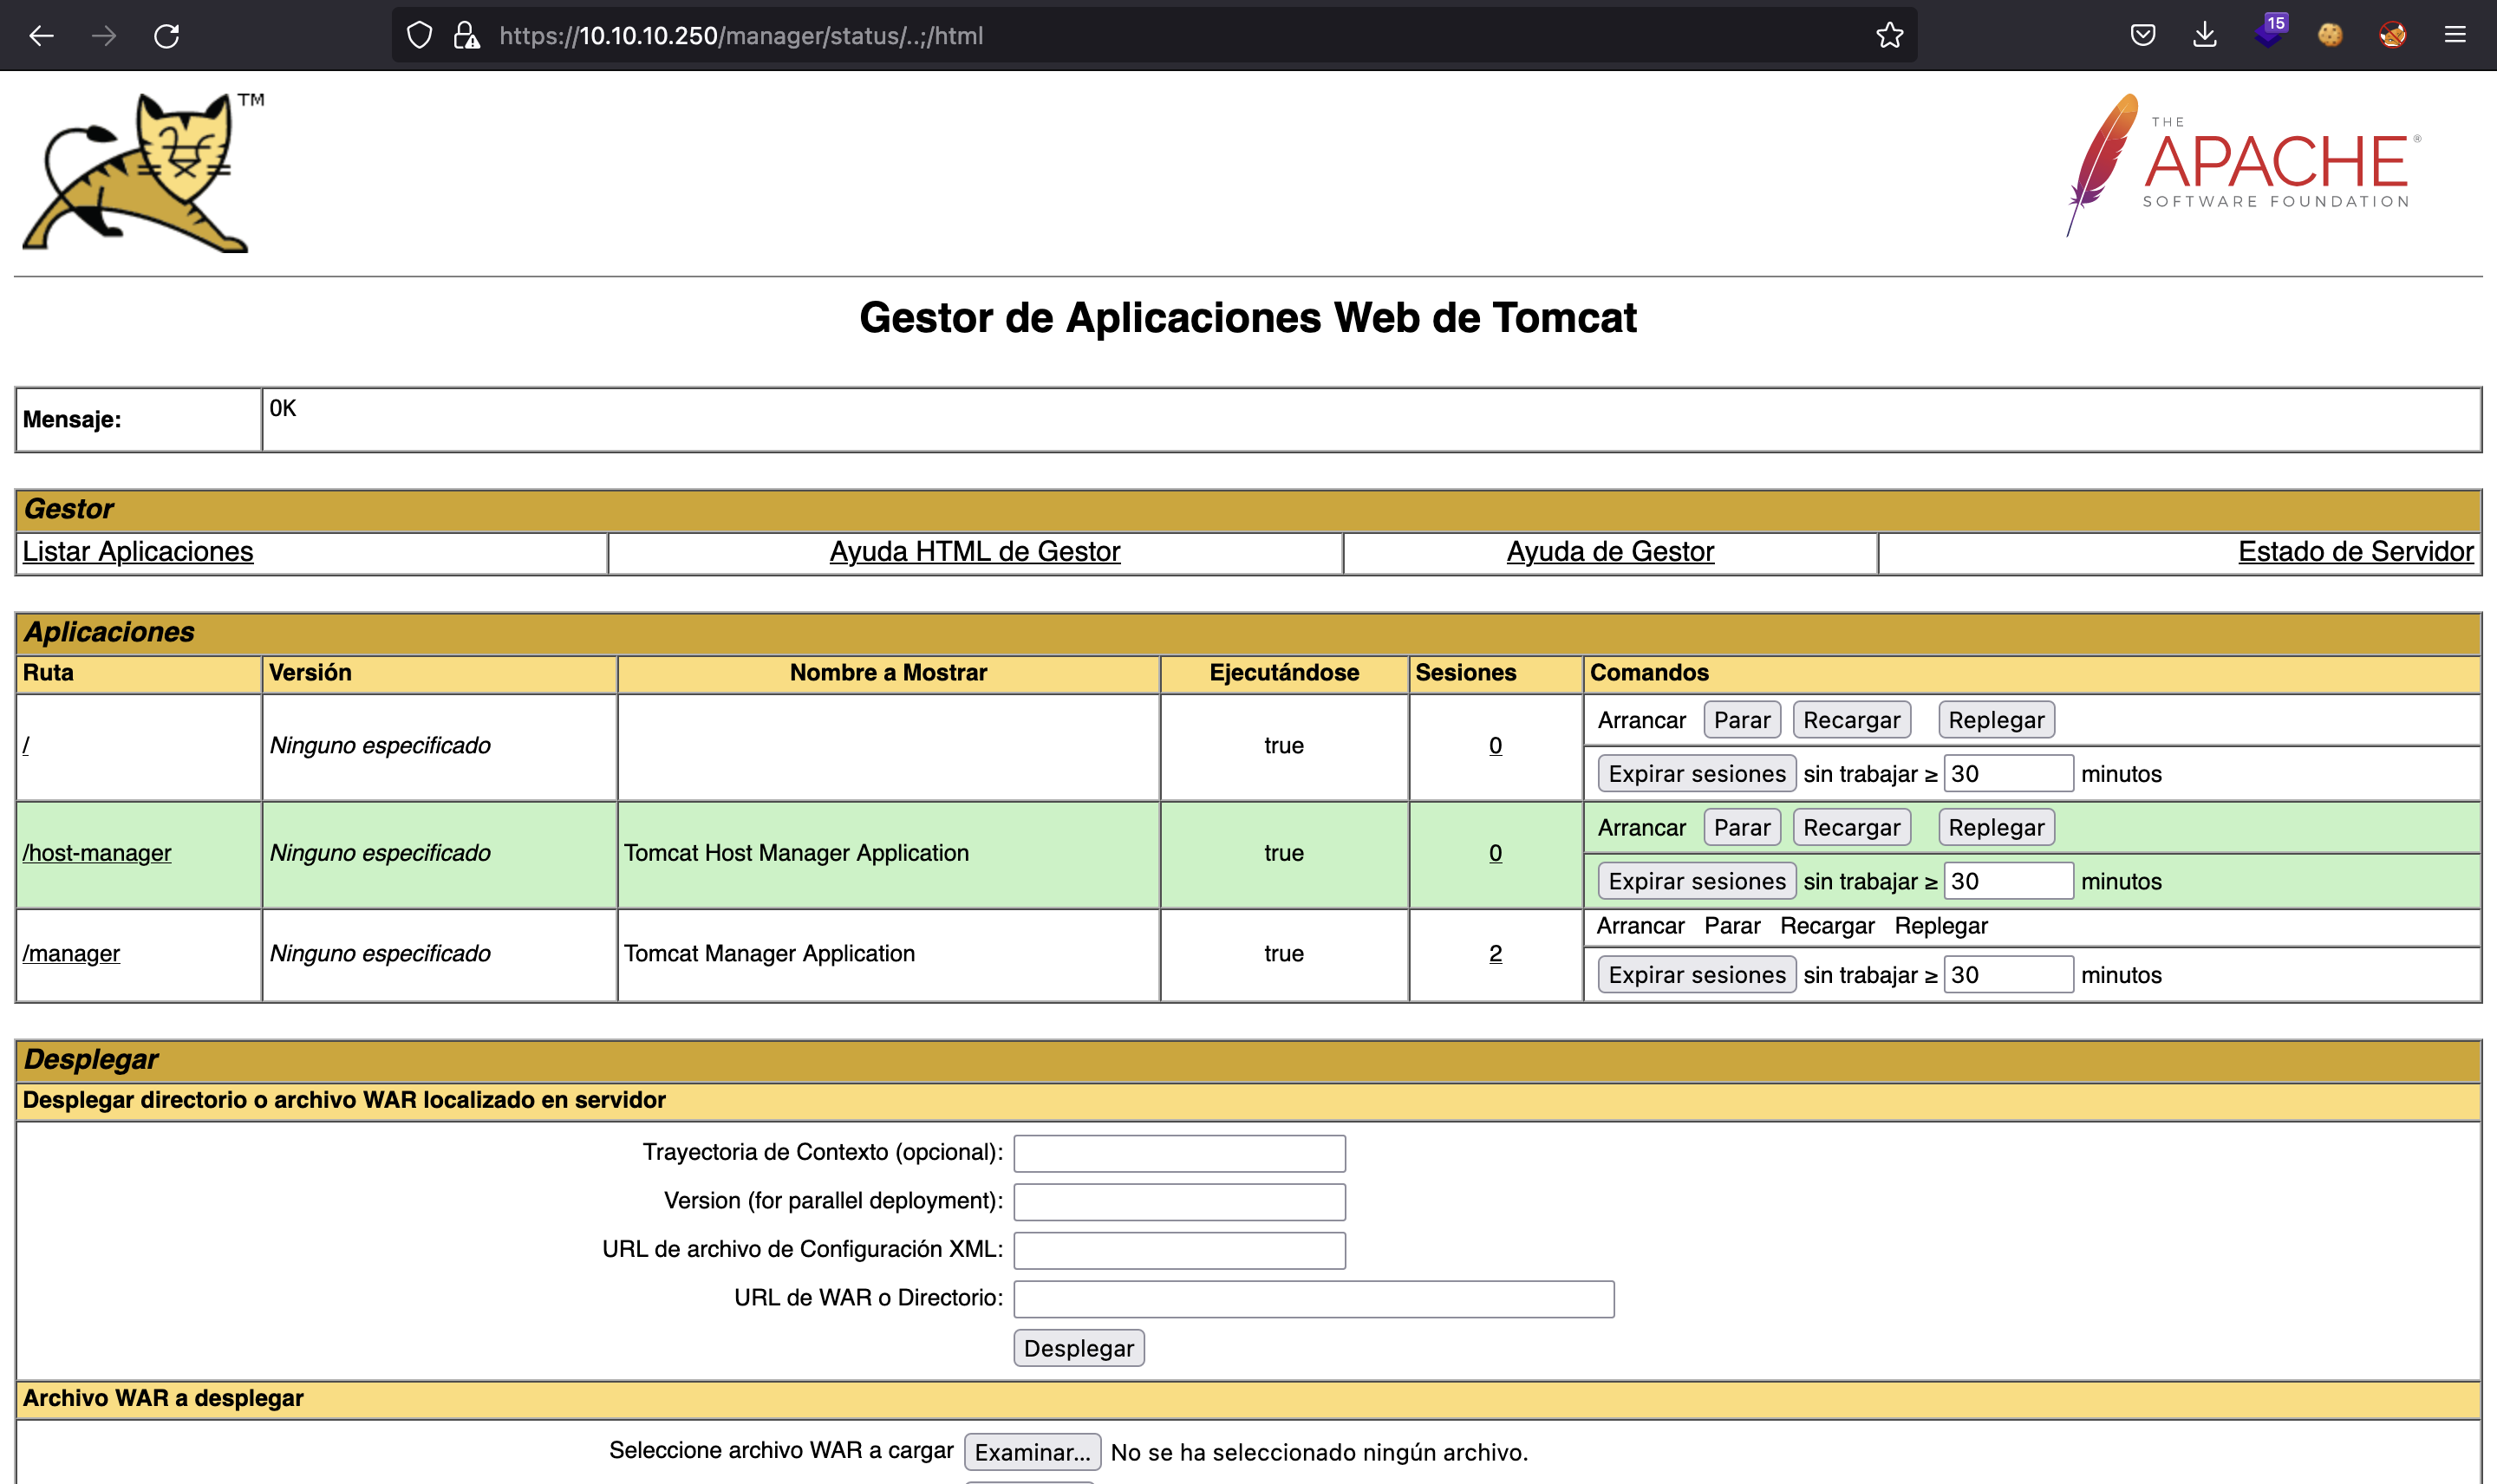 15
https://10.10.10.250/manager/status/..;/html
TM
THE
APACHE®
SOFTWARE FOUNDATION
Gestor de Aplicaciones Web de Tomcat
Mensaje: OK
Gestor
Listar Aplicaciones Ayuda HTML de Gestor Ayuda de Gestor Estado de Servidor
Aplicaciones
Ruta Versión Nombre a Mostrar Ejecutándose Sesiones Comandos
/ Ninguno especificado true 0 Arrancar Parar Recargar Replegar
Expirar sesiones sin trabajar ≥ 30 minutos
/host-manager Ninguno especificado Tomcat Host Manager Application true 0 Arrancar Parar Recargar Replegar
Expirar sesiones sin trabajar ≥ 30 minutos
/manager Ninguno especificado Tomcat Manager Application true 2 Arrancar Parar Recargar Replegar
Expirar sesiones sin trabajar ≥ 30 minutos
Desplegar
Desplegar directorio o archivo WAR localizado en servidor
Trayectoria de Contexto (opcional):
Version (for parallel deployment):
URL de archivo de Configuración XML:
URL de WAR o Directorio:
Desplegar
Archivo WAR a desplegar
Seleccione archivo WAR a cargar Examinar... No se ha seleccionado ningún archivo.